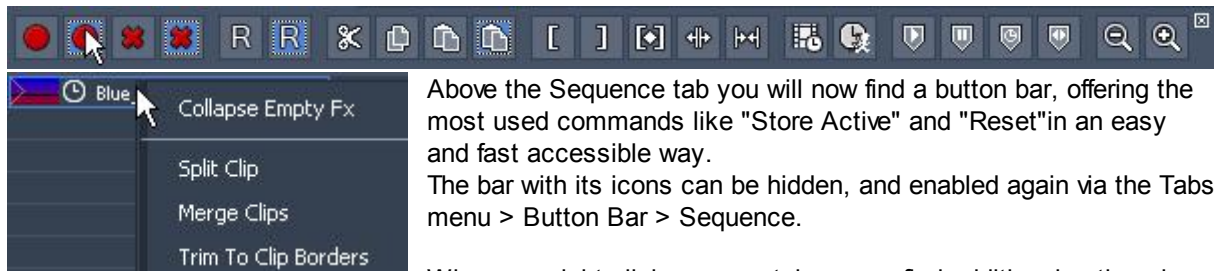 R R
Blue_
Collapse Empty Fx
Split Clip
Merge Clips
Trim To Clip Borders
Above the Sequence tab you will now find a button bar, offering the
most used commands like "Store Active" and "Reset"in an easy
and fast accessible way.
The bar with its icons can be hidden, and enabled again via the Tabs
menu > Button Bar > Sequence.